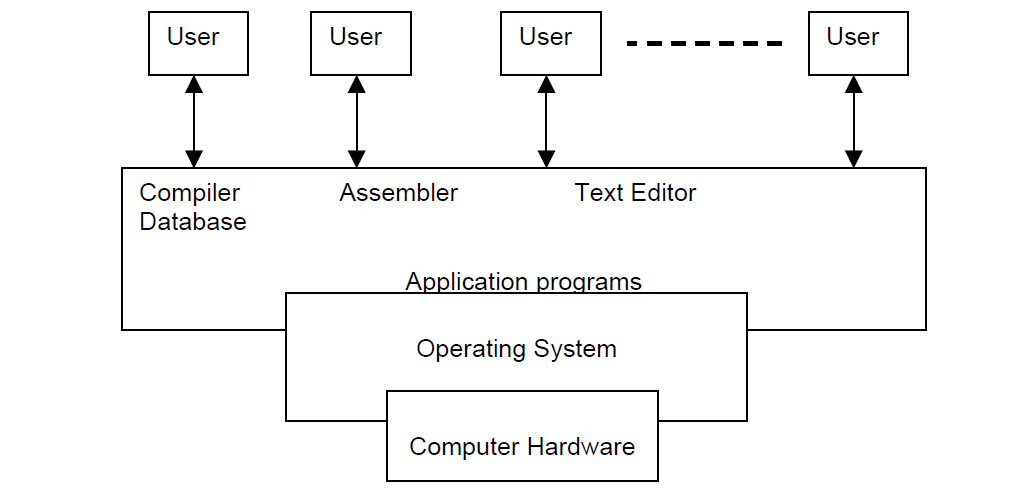 User User User User
Compiler Assembler Text Editor
Database
Application programs
Operating System
Computer Hardware